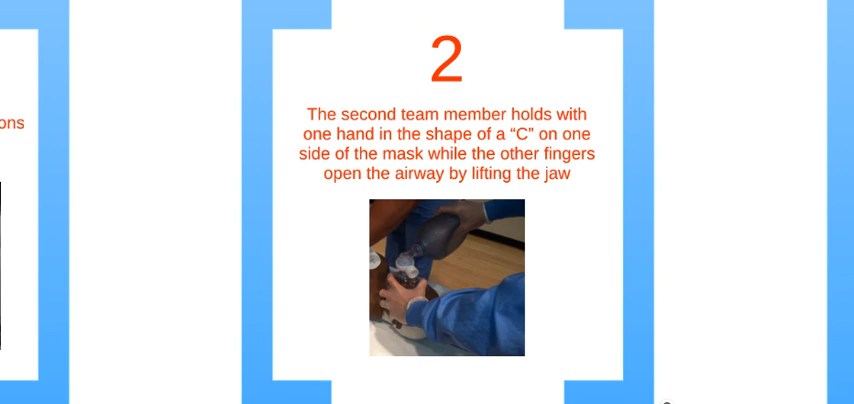 ons
2
The second team member holds with
one hand in the shape of a “C” on one
side of the mask while the other fingers
open the airway by lifting the jaw